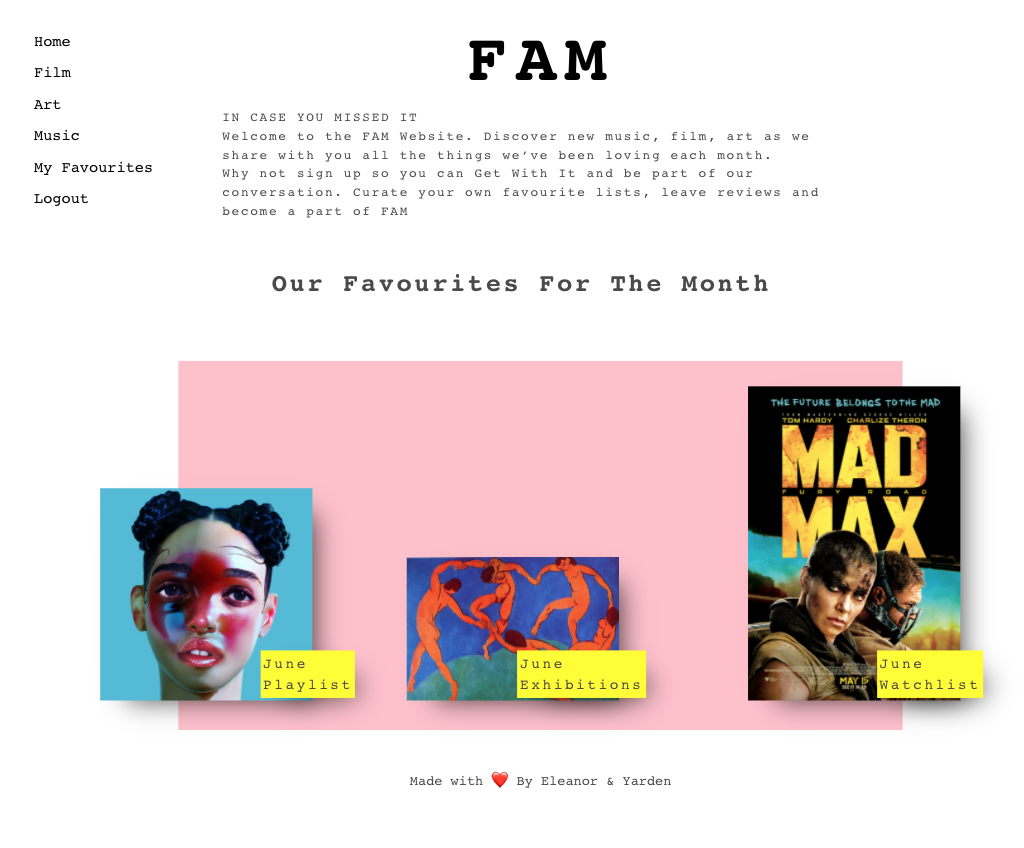 Home
Film
Art
Music
My Favourites
Logout
FAM
IN CASE YOU MISSED IT
Welcome to the FAM Website. Discover new music, film, art as we
share with you all the things we’ve been loving each month.
Why not sign up so you can Get With It and be part of our
conversation. Curate your own favourite lists, leave reviews and
become a part of FAM
Our Favourites For The Month
THE FUTURE BELONGS TO THE MAD
FROM MASTERMIND GEORGE MILLER
TOM HARDY CHARLIZE THERON
MAD
FURY ROAD
MAX
MAY 15
June
Playlist
June
Exhibitions
June
Watchlist
Made with ❤️ By Eleanor & Yarden